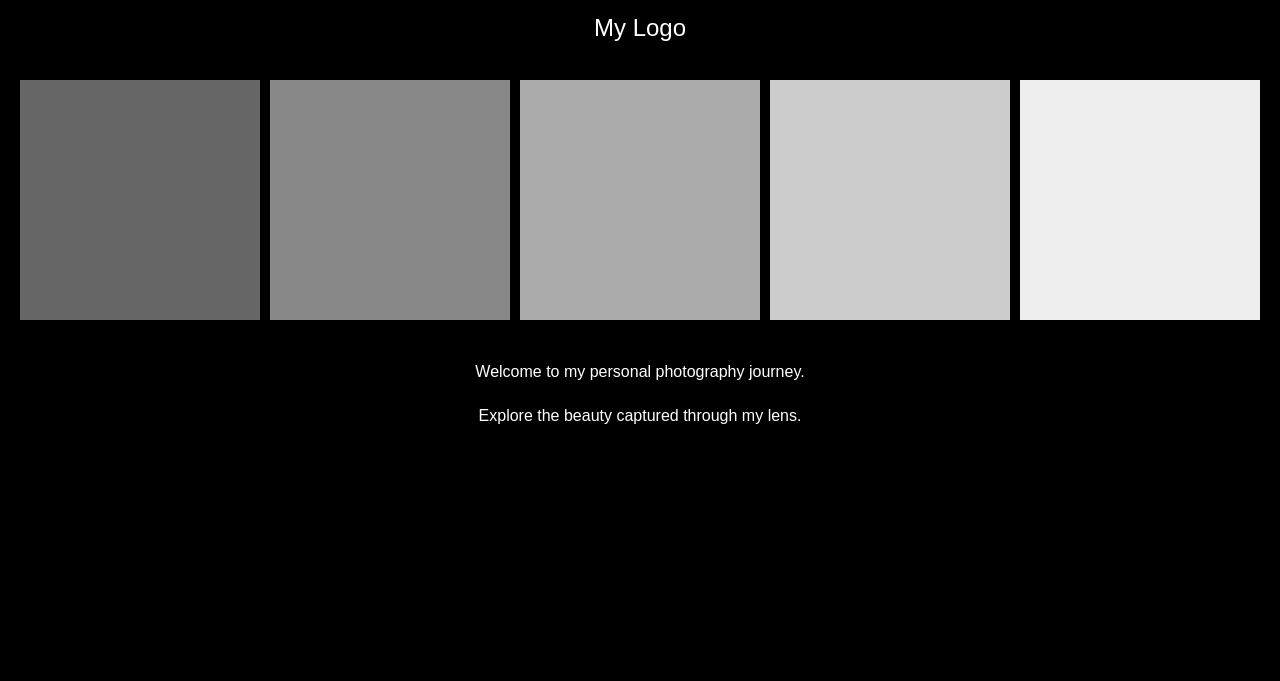 My Logo
Welcome to my personal photography journey.
Explore the beauty captured through my lens.